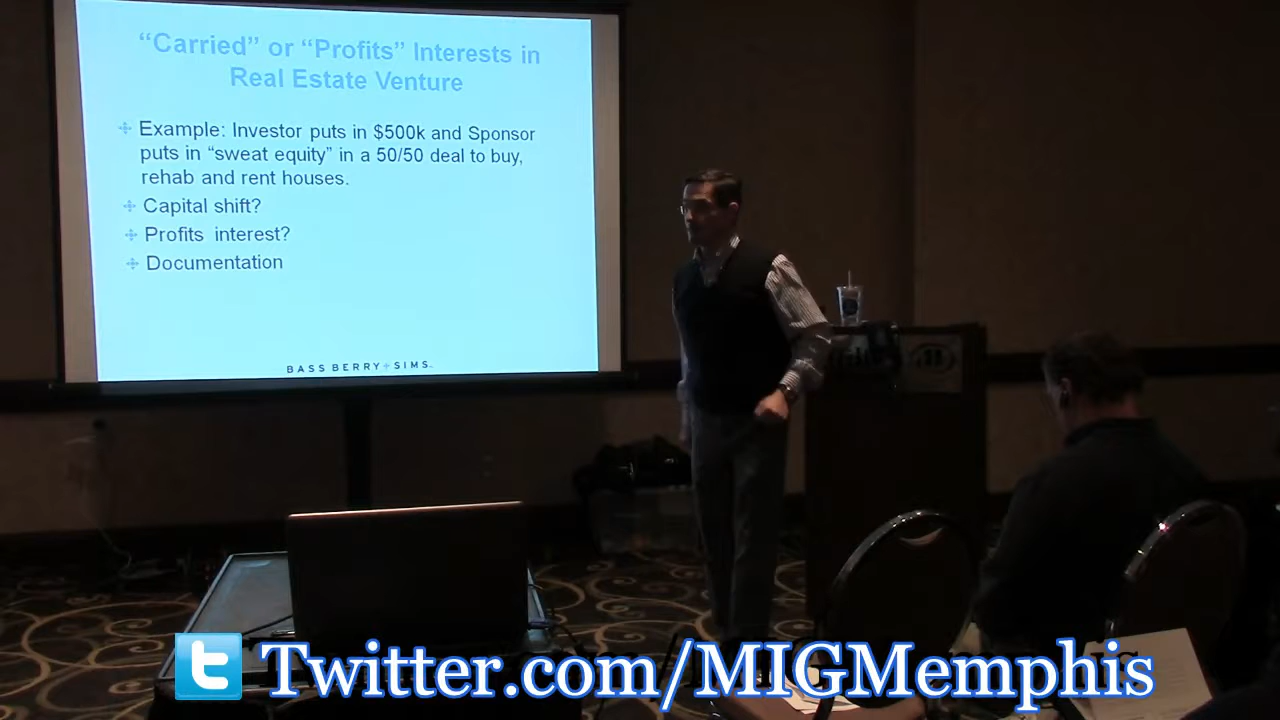 “Carried” or “Profits” Interests in
Real Estate Venture
Example: Investor puts in $500k and Sponsor
puts in “sweat equity” in a 50/50 deal to buy,
rehab and rent houses.
Capital shift?
Profits interest?
Documentation
BASS BERRY + SIMS
Twitter.com/MIGMemphis